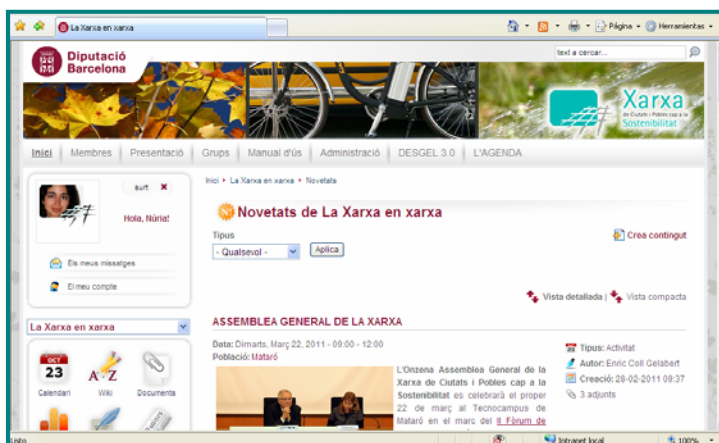 La Xarxa en xarxa
Página
Herramientas
Diputació
Barcelona
text a cercar...
Xarxa
de Ciutats i Pobles cap a la
Sostenibilitat
Inici Membres Presentació Grups Manual d'ús Administració DESGEL 3.0 L'AGENDA
surt
Hola, Núria!
Els meus missatges
El meu compte
La Xarxa en xarxa
OCT
23
A Z
Calendari Wiki Documents
Inici La Xarxa en xarxa Novetats
Novetats de La Xarxa en xarxa
Tipus
- Qualsevol - Aplica
Crea contingut
Vista detallada | Vista compacta
ASSEMBLEA GENERAL DE LA XARXA
Data: Dimarts, Març 22, 2011 - 09:00 - 12:00
Població: Mataró
L'Onzena Assemblea General de la
Xarxa de Ciutats i Pobles cap a la
Sostenibilitat es celebrarà el proper
22 de març al Tecnocampus de
Mataró en el marc del II Fòrum de
Tipus: Activitat
Autor: Enric Coll Gelabert
Creació: 28-02-2011 09:37
3 adjunts
Listo
Intranet local
100%